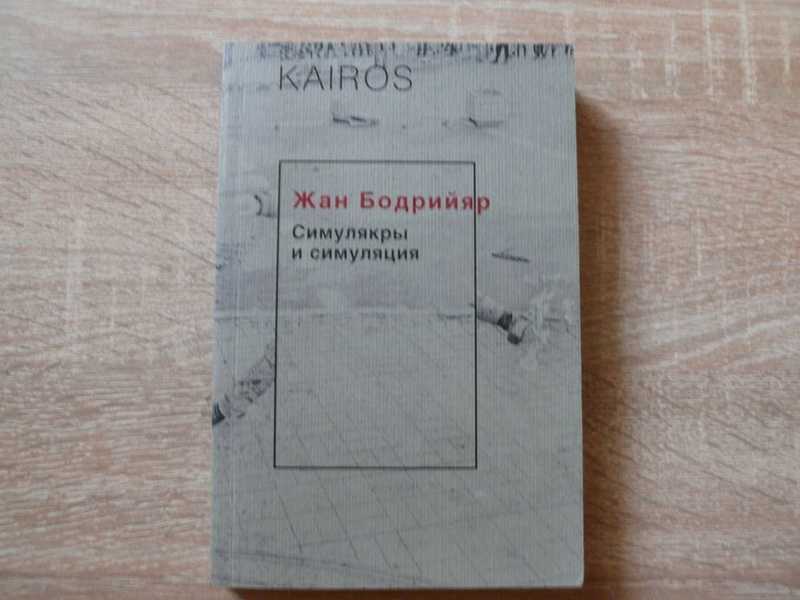 KAIROS
Жан Бодрийяр
Симулякры
и симуляция